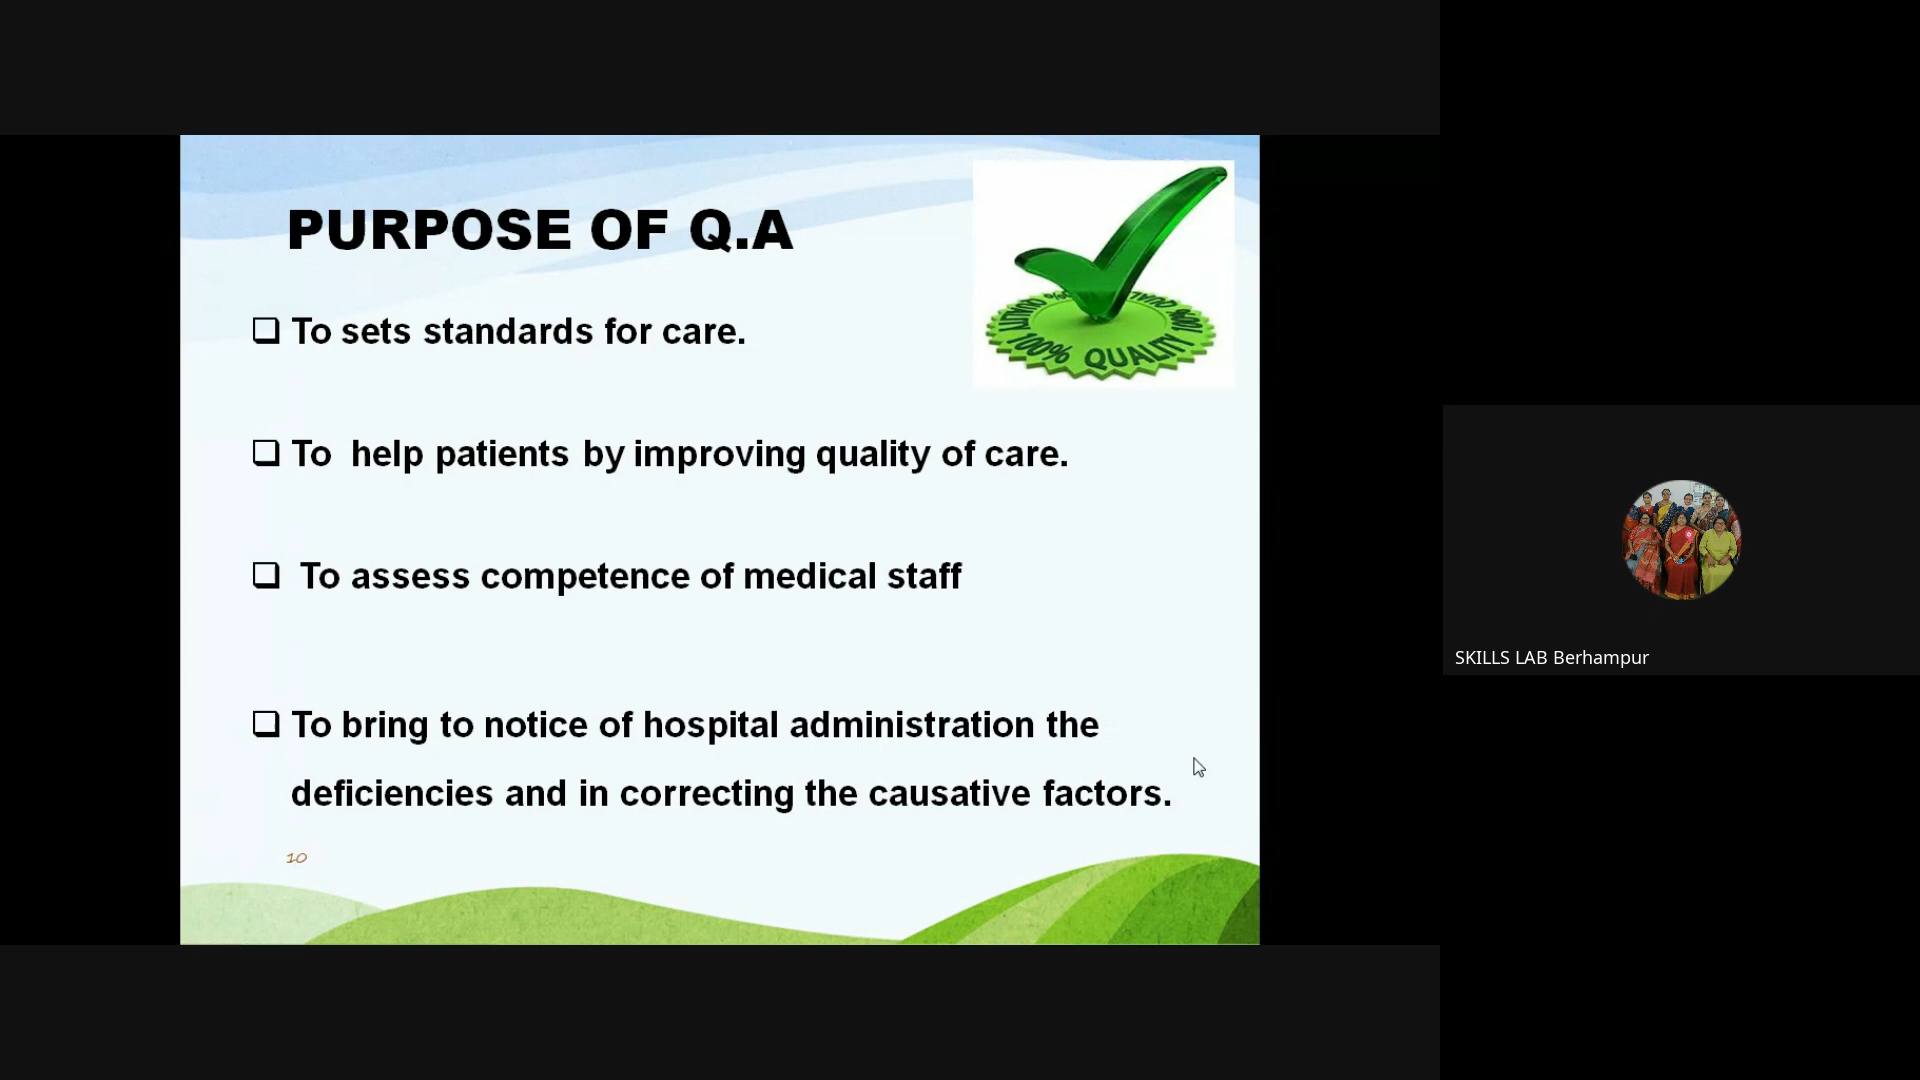 PURPOSE OF Q.A
To sets standards for care.
To help patients by improving quality of care.
To assess competence of medical staff
To bring to notice of hospital administration the
deficiencies and in correcting the causative factors.
10
100% QUALITY 100% QUALITY
SKILLS LAB Berhampur